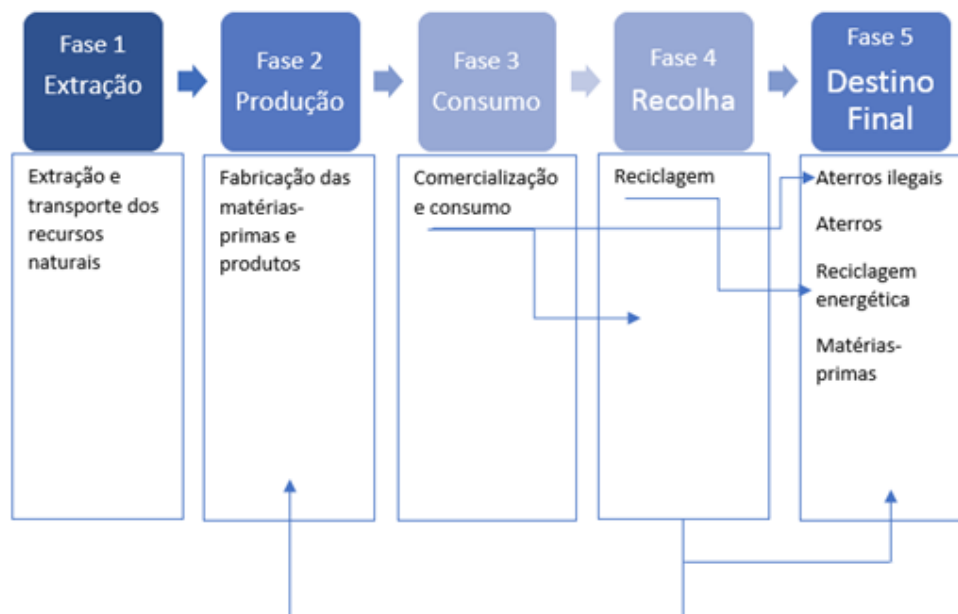 Fase 1
Extração
Fase 2
Produção
Fase 3
Consumo
Fase 4
Recolha
Fase 5
Destino
Final
Extração e
transporte dos
recursos
naturais
Fabricação das
matérias-
primas e
produtos
Comercialização
e consumo
Reciclagem
Aterros ilegais
Aterros
Reciclagem
energética
Matérias-
primas